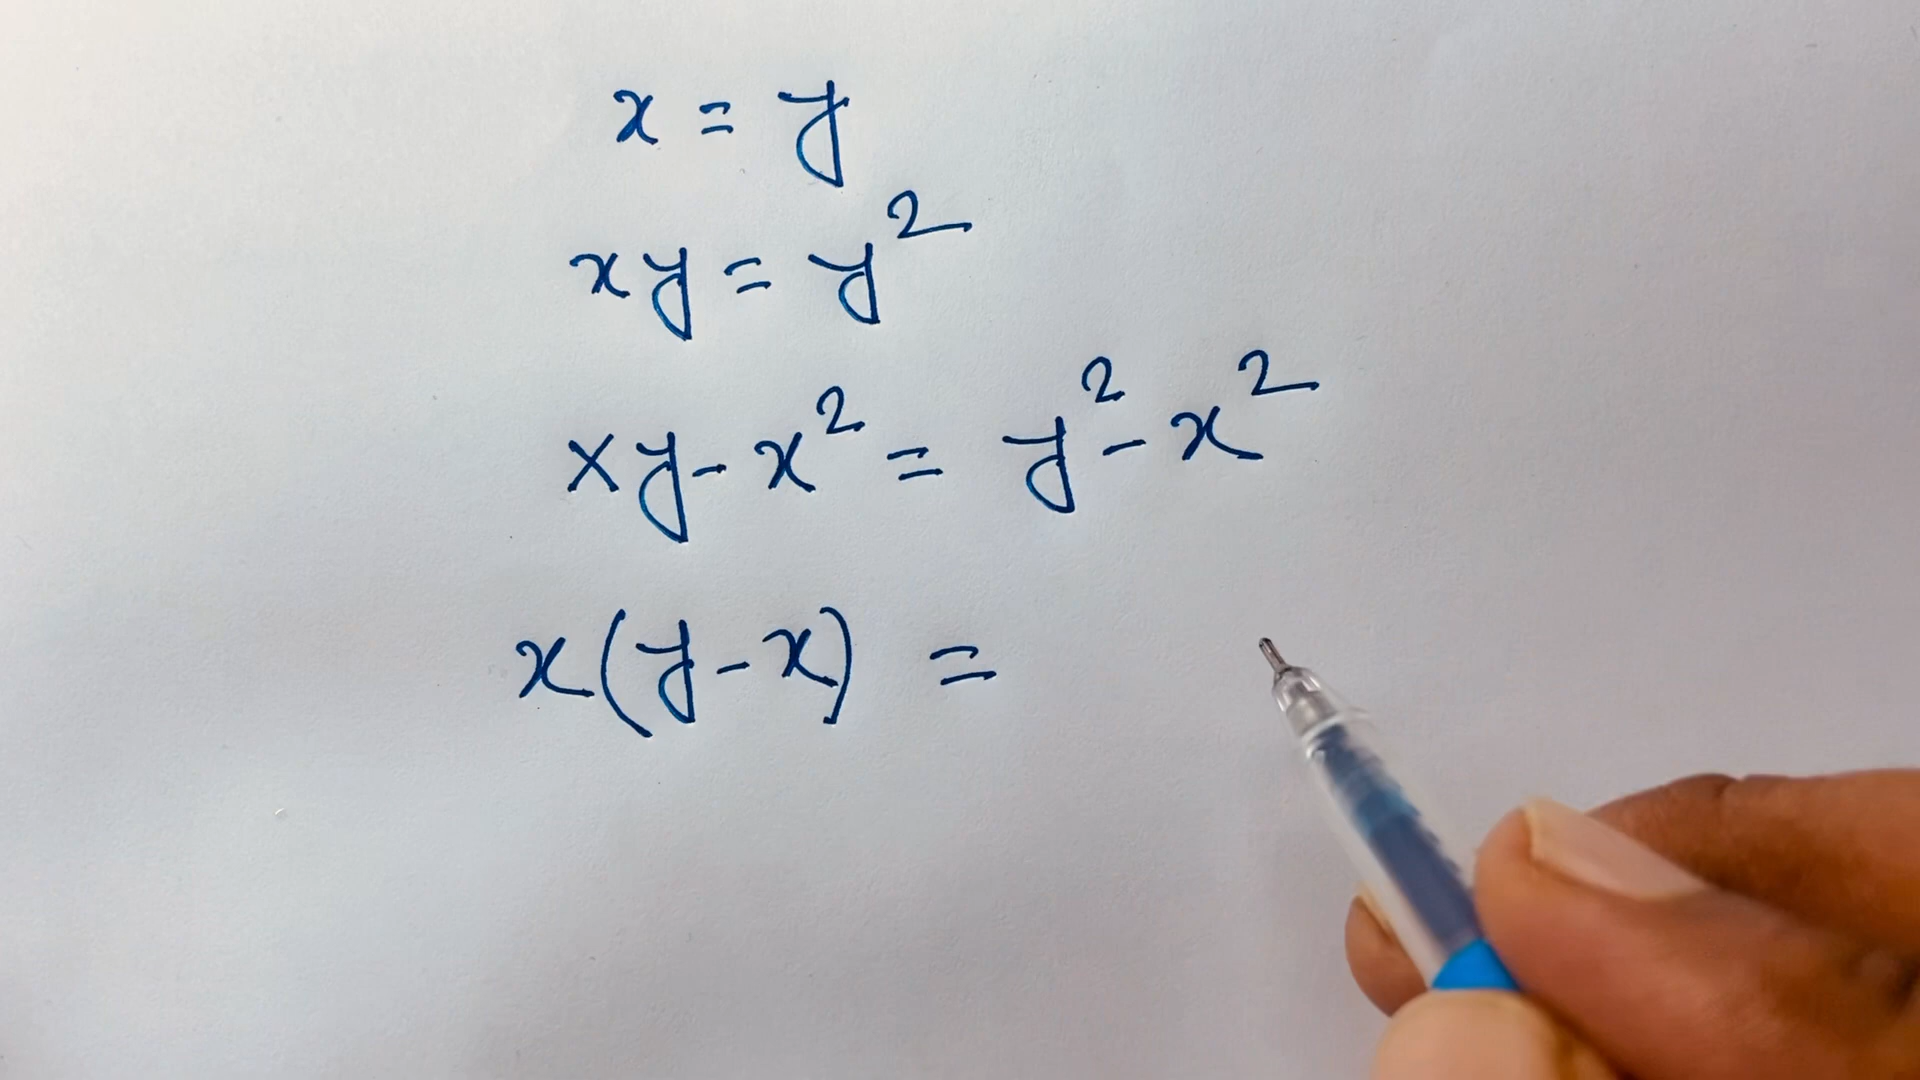 x = y
xy = y²
xy - x² = y² - x²
x(y - x) =